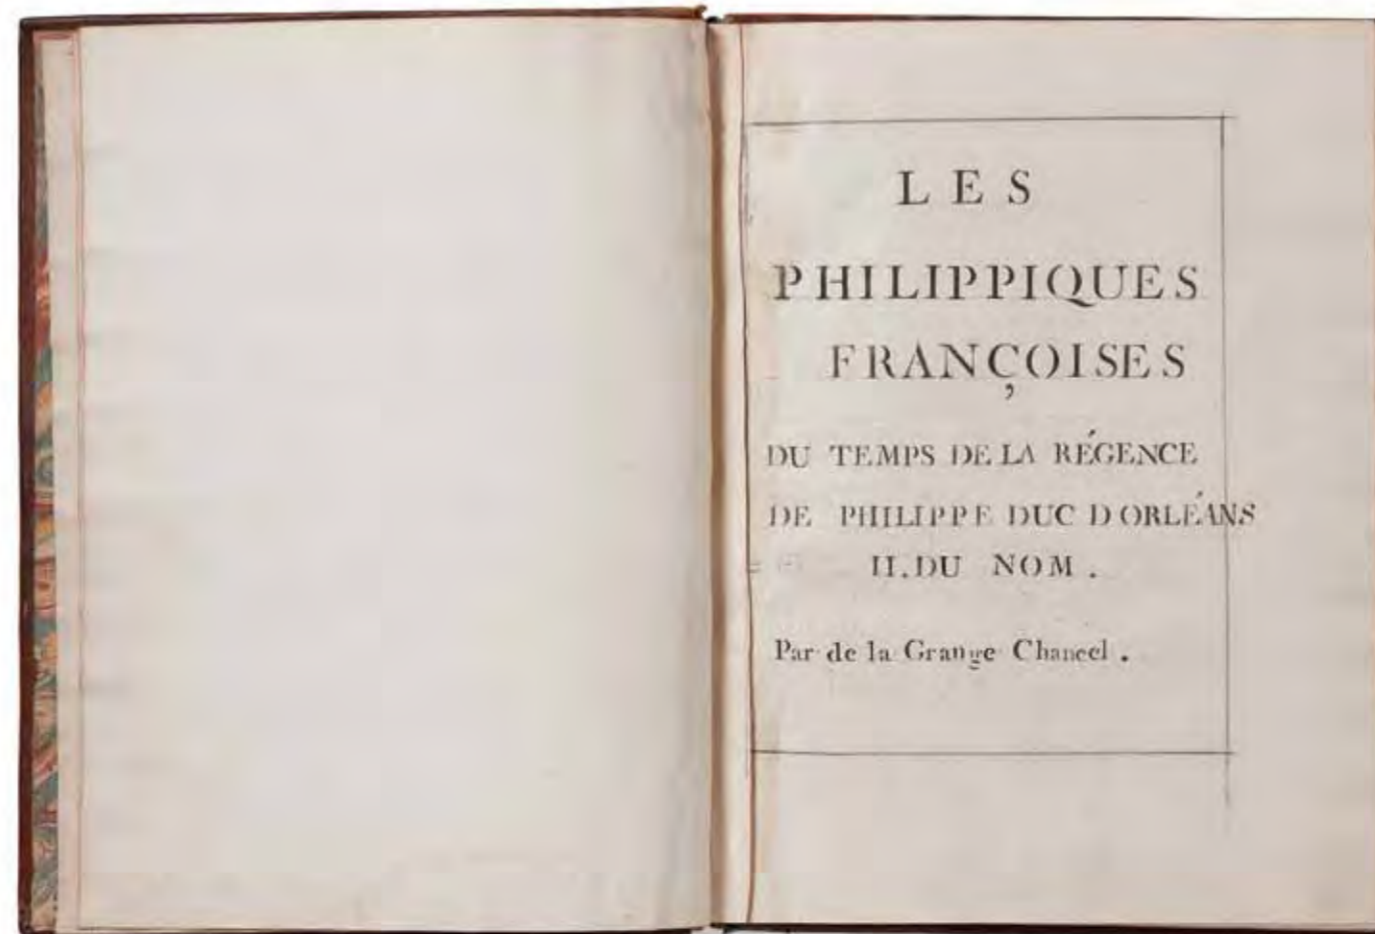 LES
PHILIPPIQUES
FRANÇOISES
DU TEMPS DE LA RÉGENCE
DE PHILIPPE DUC D ORLÉANS
II. DU NOM .
Par de la Grange Chancel .